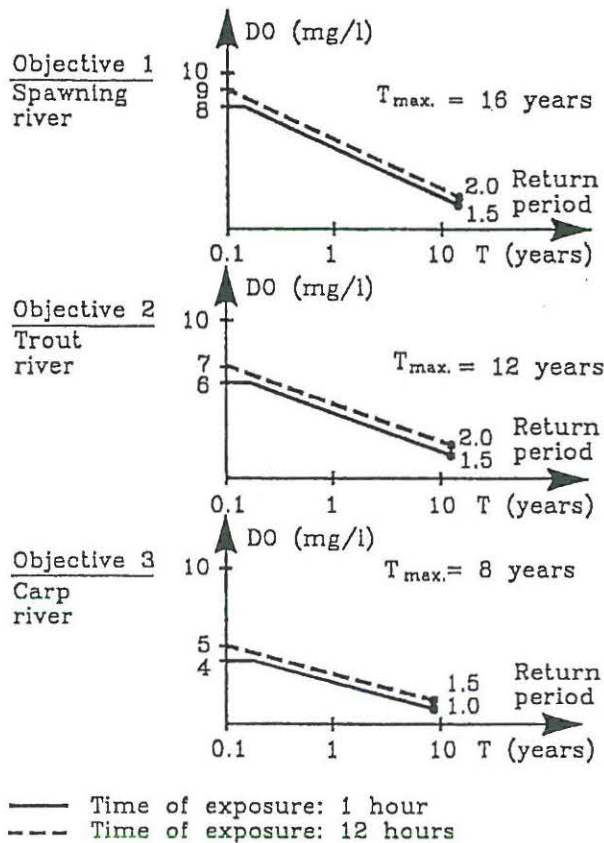 DO (mg/l)
Objective 1
Spawning
river
10
9
8
Tmax. = 16 years
2.0 Return
1.5 period
0.1 1 10 T (years)
DO (mg/l)
Objective 2
Trout
river
10
7
6
Tmax. = 12 years
2.0 Return
1.5 period
0.1 1 10 T (years)
DO (mg/l)
Objective 3
Carp
river
10
5
4
Tmax. = 8 years
1.5 Return
1.0 period
0.1 1 10 T (years)
Time of exposure: 1 hour
Time of exposure: 12 hours